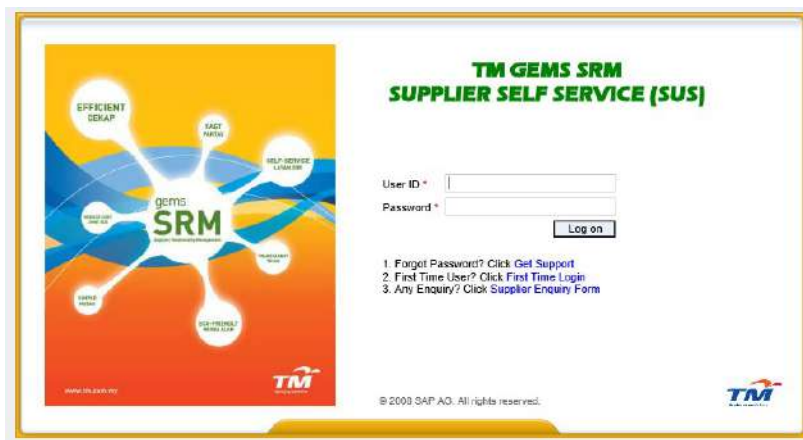 EFFICIENT
CEKAP
FAST
PANTAS
SELF-SERVICE
gems
SRM
ECO-FRIENDLY
www.tm.com.my
TM
TM GEMS SRM
SUPPLIER SELF SERVICE (SUS)
User ID *
Password *
Log on
1. Forgot Password? Click Get Support
2. First Time User? Click First Time Login
3. Any Enquiry? Click Supplier Enquiry Form
© 2008 SAP AG. All rights reserved.
TM